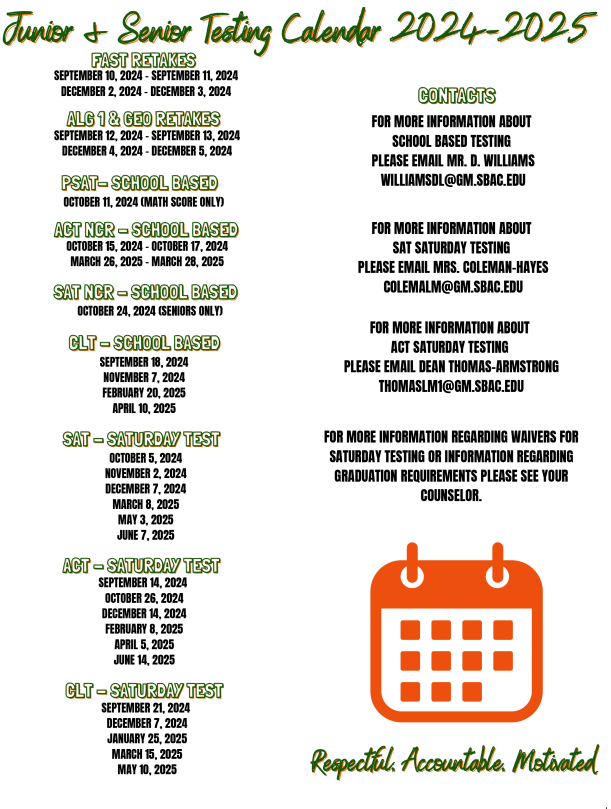 Junior & Senior Testing Calendar 2024-2025
FAST RETAKES
SEPTEMBER 10, 2024 - SEPTEMBER 11, 2024
DECEMBER 2, 2024 - DECEMBER 3, 2024
ALG 1 & GEO RETAKES
SEPTEMBER 12, 2024 - SEPTEMBER 13, 2024
DECEMBER 4, 2024 - DECEMBER 5, 2024
PSAT- SCHOOL BASED
OCTOBER 11, 2024 (MATH SCORE ONLY)
ACT NCR - SCHOOL BASED
OCTOBER 15, 2024 - OCTOBER 17, 2024
MARCH 26, 2025 - MARCH 28, 2025
SAT NCR - SCHOOL BASED
OCTOBER 24, 2024 (SENIORS ONLY)
CLT - SCHOOL BASED
SEPTEMBER 18, 2024
NOVEMBER 7, 2024
FEBRUARY 20, 2025
APRIL 10, 2025
SAT - SATURDAY TEST
OCTOBER 5, 2024
NOVEMBER 2, 2024
DECEMBER 7, 2024
MARCH 8, 2025
MAY 3, 2025
JUNE 7, 2025
ACT - SATURDAY TEST
SEPTEMBER 14, 2024
OCTOBER 26, 2024
DECEMBER 14, 2024
FEBRUARY 8, 2025
APRIL 5, 2025
JUNE 14, 2025
CLT - SATURDAY TEST
SEPTEMBER 21, 2024
DECEMBER 7, 2024
JANUARY 25, 2025
MARCH 15, 2025
MAY 10, 2025
CONTACTS
FOR MORE INFORMATION ABOUT
SCHOOL BASED TESTING
PLEASE EMAIL MR. D. WILLIAMS
WILLIAMSDL@GM.SBAC.EDU
FOR MORE INFORMATION ABOUT
SAT SATURDAY TESTING
PLEASE EMAIL MRS. COLEMAN-HAYES
COLEMALM@GM.SBAC.EDU
FOR MORE INFORMATION ABOUT
ACT SATURDAY TESTING
PLEASE EMAIL DEAN THOMAS-ARMSTRONG
THOMASLM1@GM.SBAC.EDU
FOR MORE INFORMATION REGARDING WAIVERS FOR
SATURDAY TESTING OR INFORMATION REGARDING
GRADUATION REQUIREMENTS PLEASE SEE YOUR
COUNSELOR.
Respectful. Accountable. Motivated